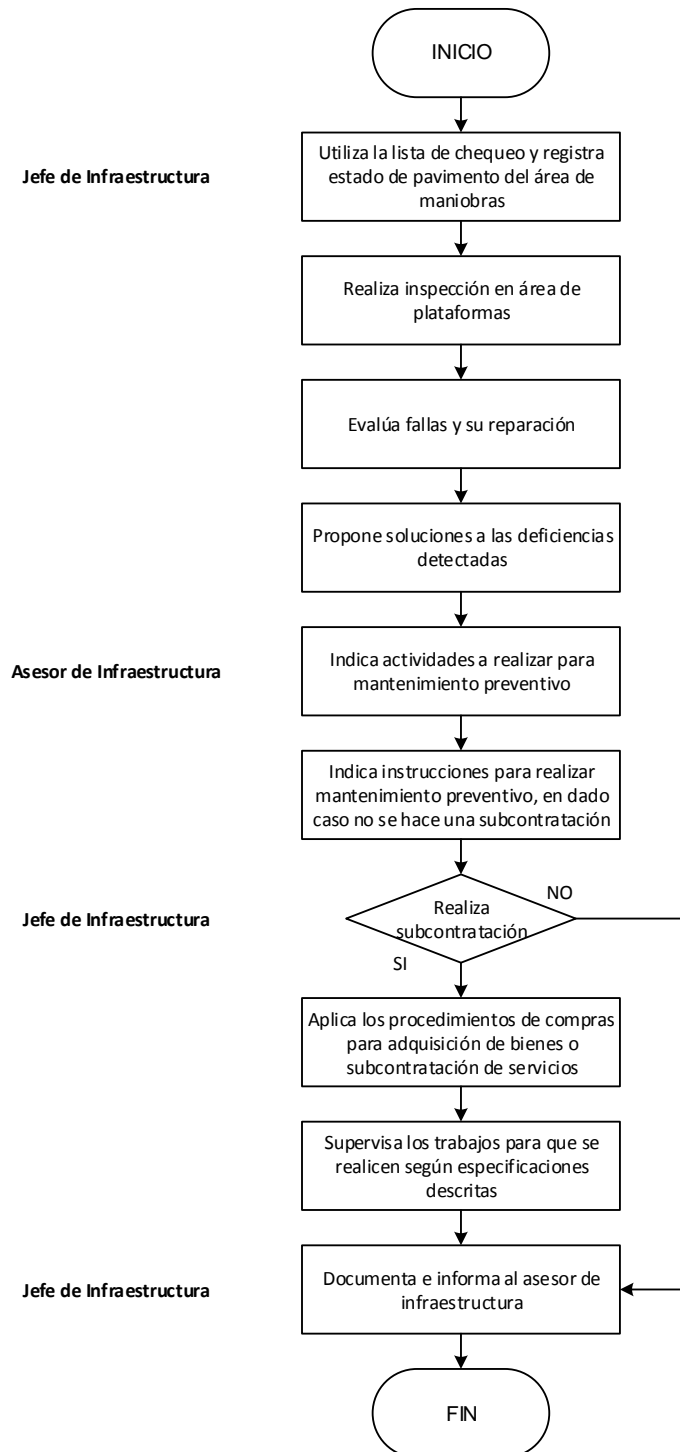 INICIO
Jefe de Infraestructura
Utiliza la lista de chequeo y registra
estado de pavimento del área de
maniobras
Realiza inspección en área de
plataformas
Evalúa fallas y su reparación
Propone soluciones a las deficiencias
detectadas
Asesor de Infraestructura
Indica actividades a realizar para
mantenimiento preventivo
Indica instrucciones para realizar
mantenimiento preventivo, en dado
caso no se hace una subcontratación
Jefe de Infraestructura
Realiza
subcontratación
NO
SI
Aplica los procedimientos de compras
para adquisición de bienes o
subcontratación de servicios
Supervisa los trabajos para que se
realicen según especificaciones
descritas
Jefe de Infraestructura
Documenta e informa al asesor de
infraestructura
FIN